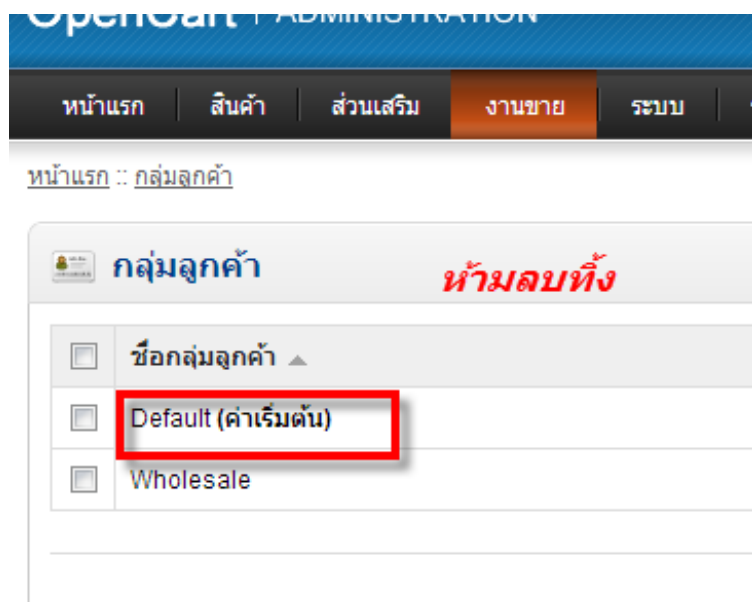 OpenCart | ADMINISTRATION
หน้าแรก สินค้า ส่วนเสริม งานขาย ระบบ
หน้าแรก :: กลุ่มลูกค้า
กลุ่มลูกค้า
ห้ามลบทิ้ง
ชื่อกลุ่มลูกค้า
Default (ค่าเริ่มต้น)
Wholesale